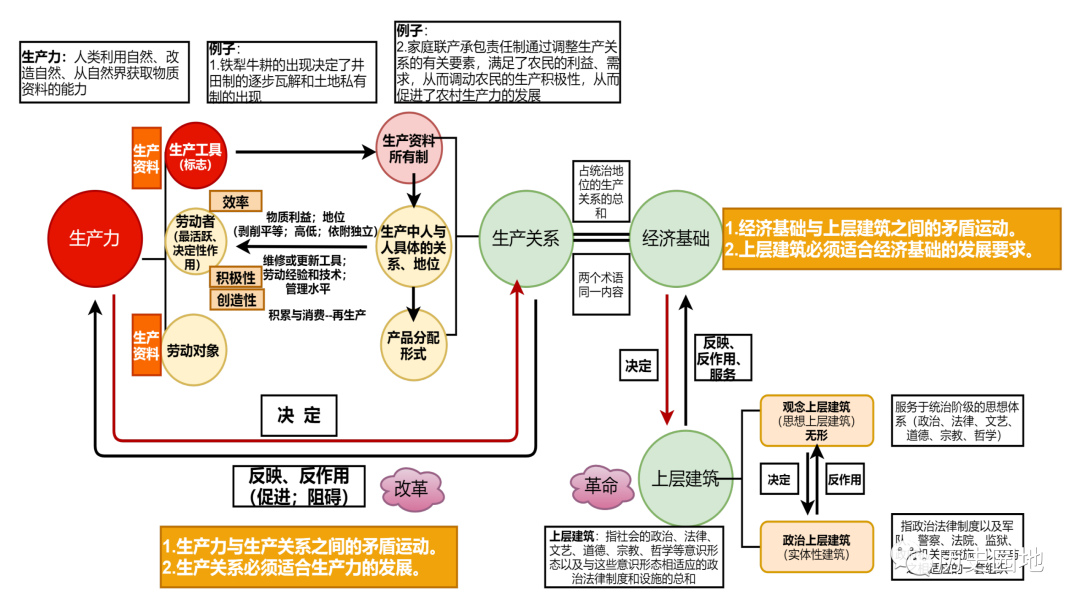 生产力：人类利用自然、改
造自然、从自然界获取物质
资料的能力
例子：
1.铁犁牛耕的出现决定了井
田制的逐步瓦解和土地私有
制的出现
例子：
2.家庭联产承包责任制通过调整生产关
系的有关要素，满足了农民的利益、需
求，从而调动农民的生产积极性，从而
促进了农村生产力的发展
生产
资料
生产工具
(标志)
生产资料
所有制
效率
劳动者
(最活跃、
决定性作
用)
物质利益；地位
(剥削平等；高低；依附独立)
维修或更新工具；
劳动经验和技术；
管理水平
积极性
创造性
积累与消费--再生产
生产中人与
人具体的关
系、地位
产品分配
形式
生产
资料
劳动对象
生产力
生产关系
占统治地
位的生产
关系的总
和
两个术语
同一内容
经济基础
1.经济基础与上层建筑之间的矛盾运动。
2.上层建筑必须适合经济基础的发展要求。
决定
反映、
反作用、
服务
决 定
反映、反作用
（促进；阻碍）
改革
革命
上层建筑
观念上层建筑
(思想上层建筑)
无形
服务于统治阶级的思想体
系（政治、法律、文艺、
道德、宗教、哲学）
决定
反作用
政治上层建筑
(实体性建筑)
指政治法律制度以及军
队、警察、法院、监狱、
上层建筑：指社会的政治、法律、
文艺、道德、宗教、哲学等意识形
态以及与这些意识形态相适应的政
治法律制度和设施的总和
1.生产力与生产关系之间的矛盾运动。
2.生产关系必须适合生产力的发展。